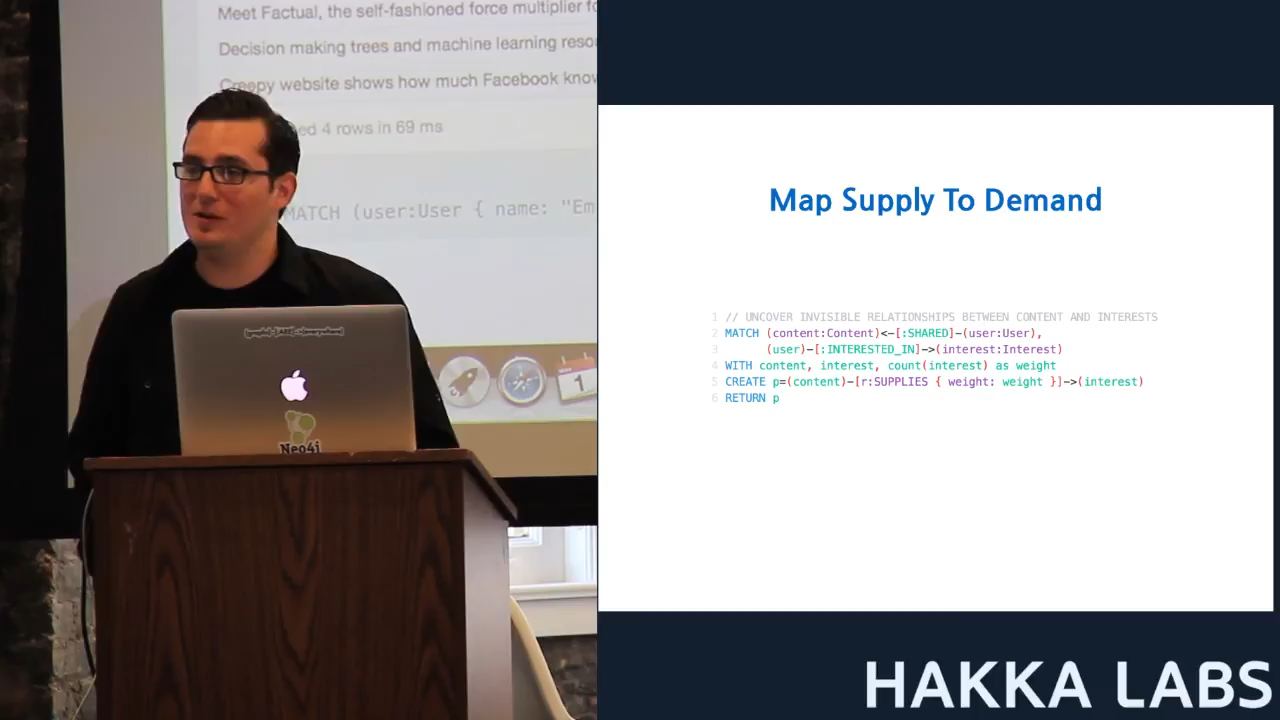 Meet Factual, the self-fashioned force multiplier fo
Decision making trees and machine learning reso
Creepy website shows how much Facebook know
ed 4 rows in 69 ms
MATCH (user:User { name: "Em
1
Neo4j
Map Supply To Demand
1 // UNCOVER INVISIBLE RELATIONSHIPS BETWEEN CONTENT AND INTERESTS
2 MATCH (content:Content)<-[:SHARED]-(user:User),
3 (user)-[:INTERESTED_IN]->(interest:Interest)
4 WITH content, interest, count(interest) as weight
5 CREATE p=(content)-[r:SUPPLIES { weight: weight }]->(interest)
6 RETURN p
HAKKA LABS